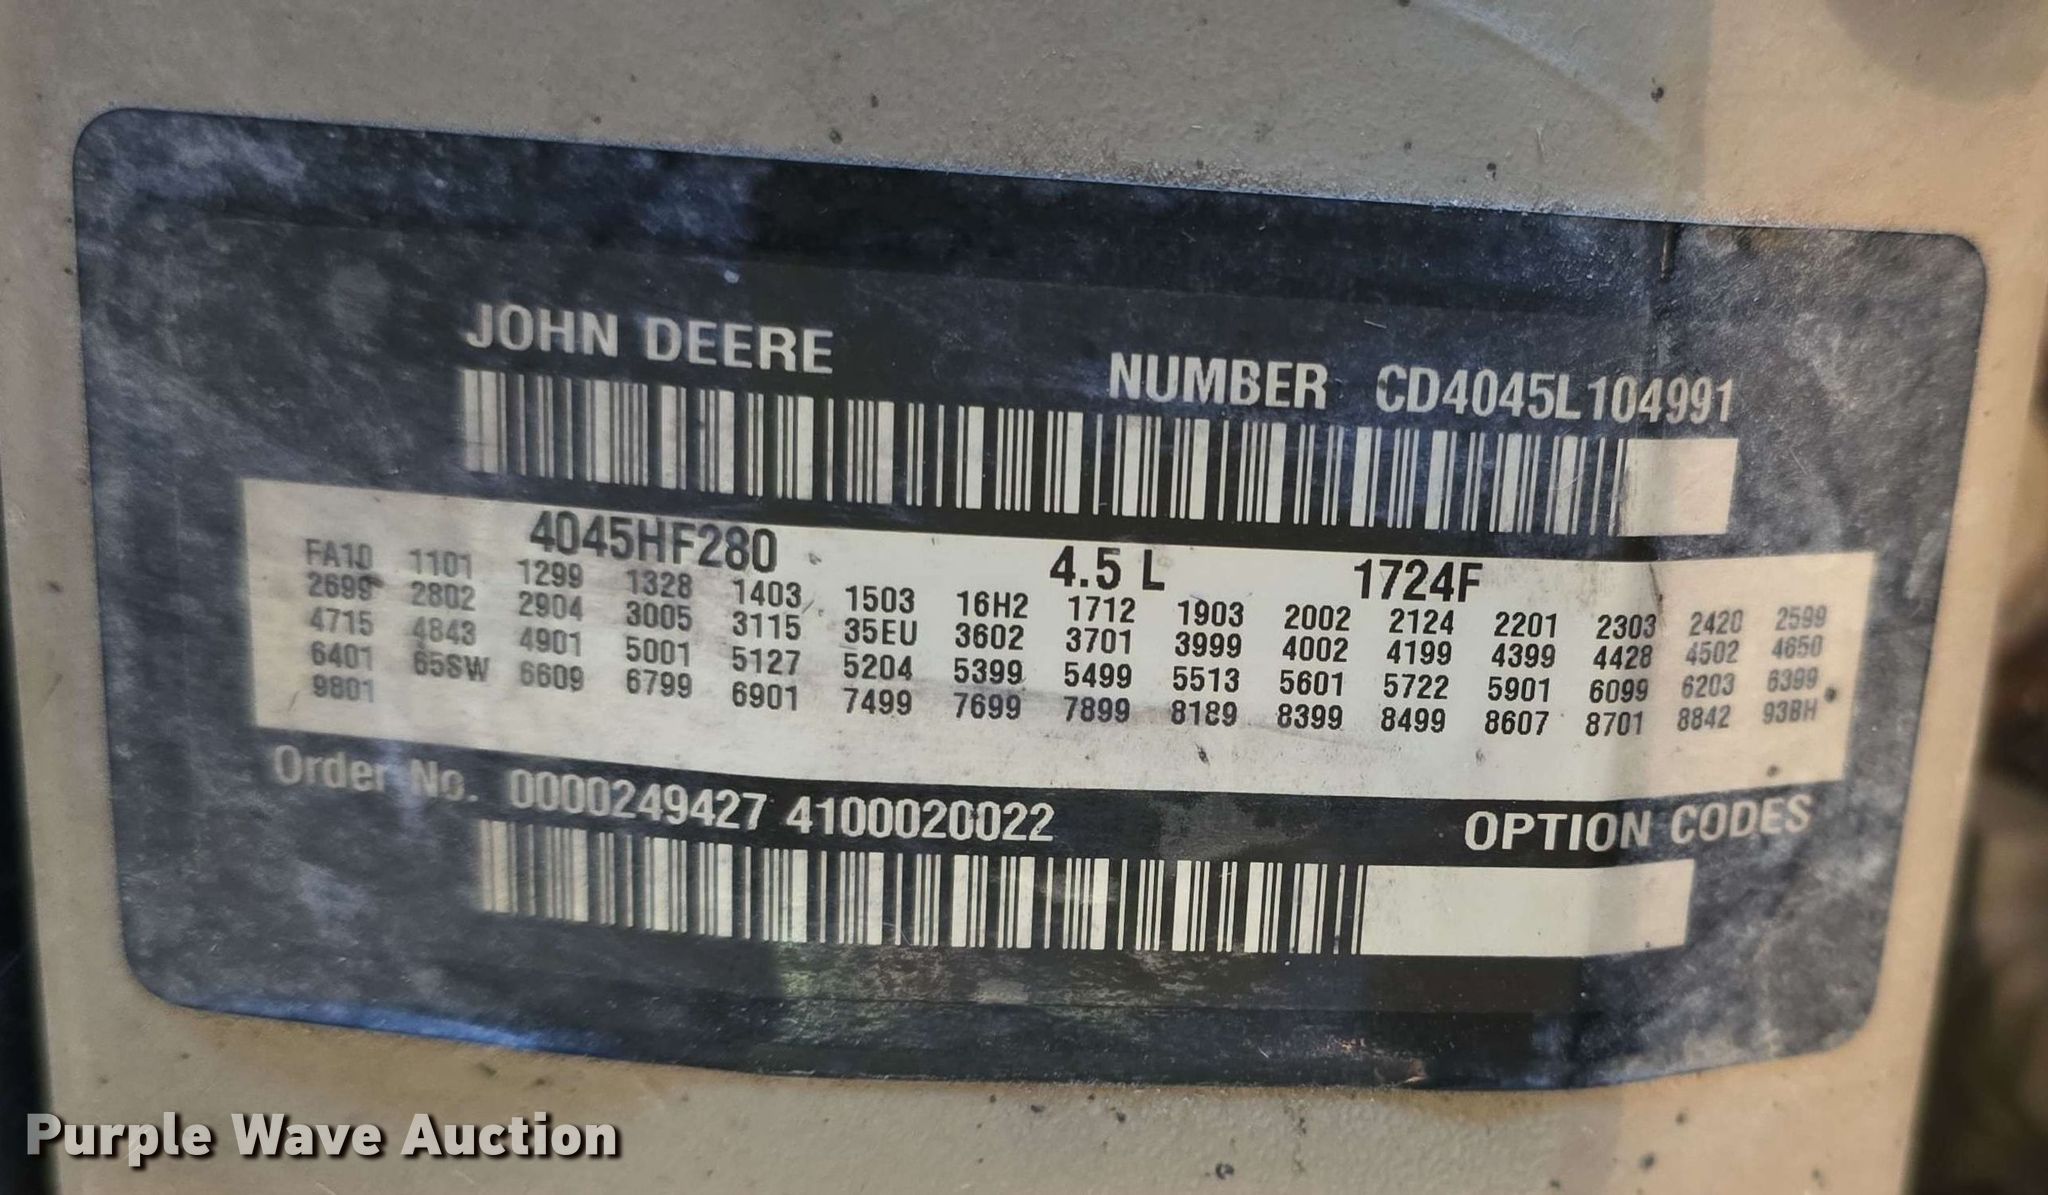 JOHN DEERE
NUMBER CD4045L104991
4045HF280 4.5 L 1724F
FA10 1101 1299 1328 1403 1503 16H2 1712 1903 2002 2124 2201 2303 2420 2599
2699 2802 2904 3005 3115 35EU 3602 3701 3999 4002 4199 4399 4428 4502 4650
4715 4843 4901 5001 5127 5204 5399 5499 5513 5601 5722 5901 6099 6203 6399
6401 65SW 6609 6799 6901 7499 7699 7899 8189 8399 8499 8607 8701 8842 93BH
9801
Order No. 0000249427 4100020022
OPTION CODES
Purple Wave Auction